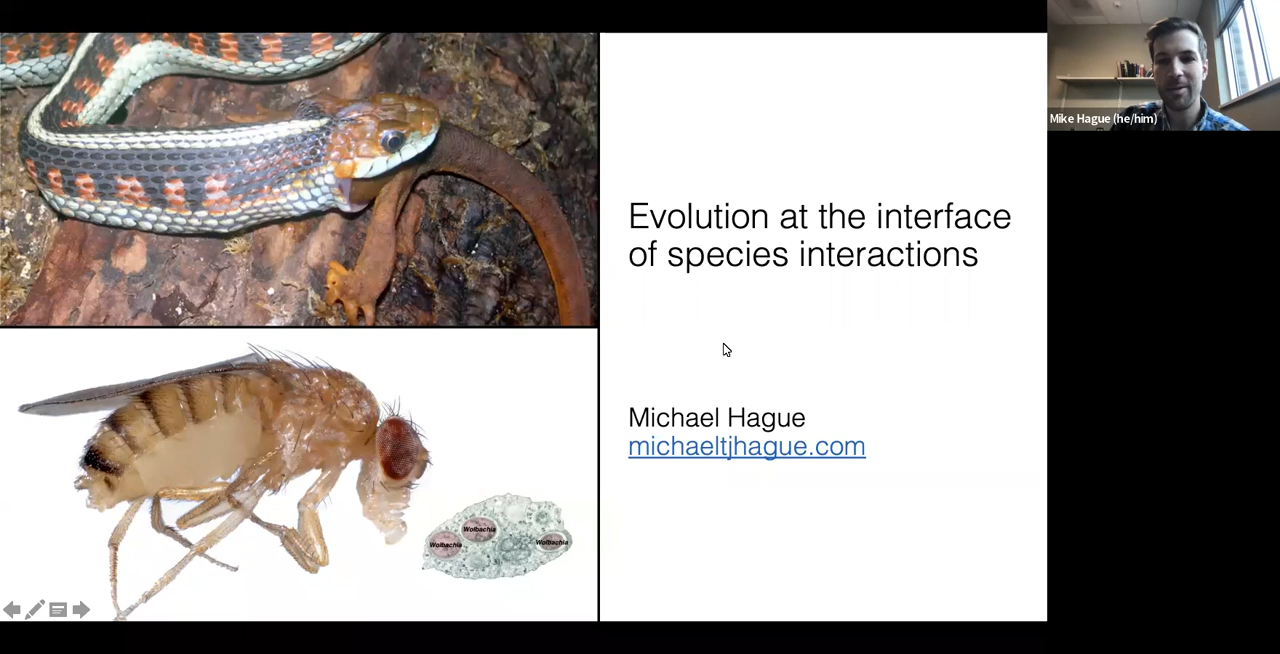 Mike Hague (he/him)
Evolution at the interface
of species interactions
Michael Hague
michaeltjhague.com
Wolbachia
Wolbachia
Wolbachia